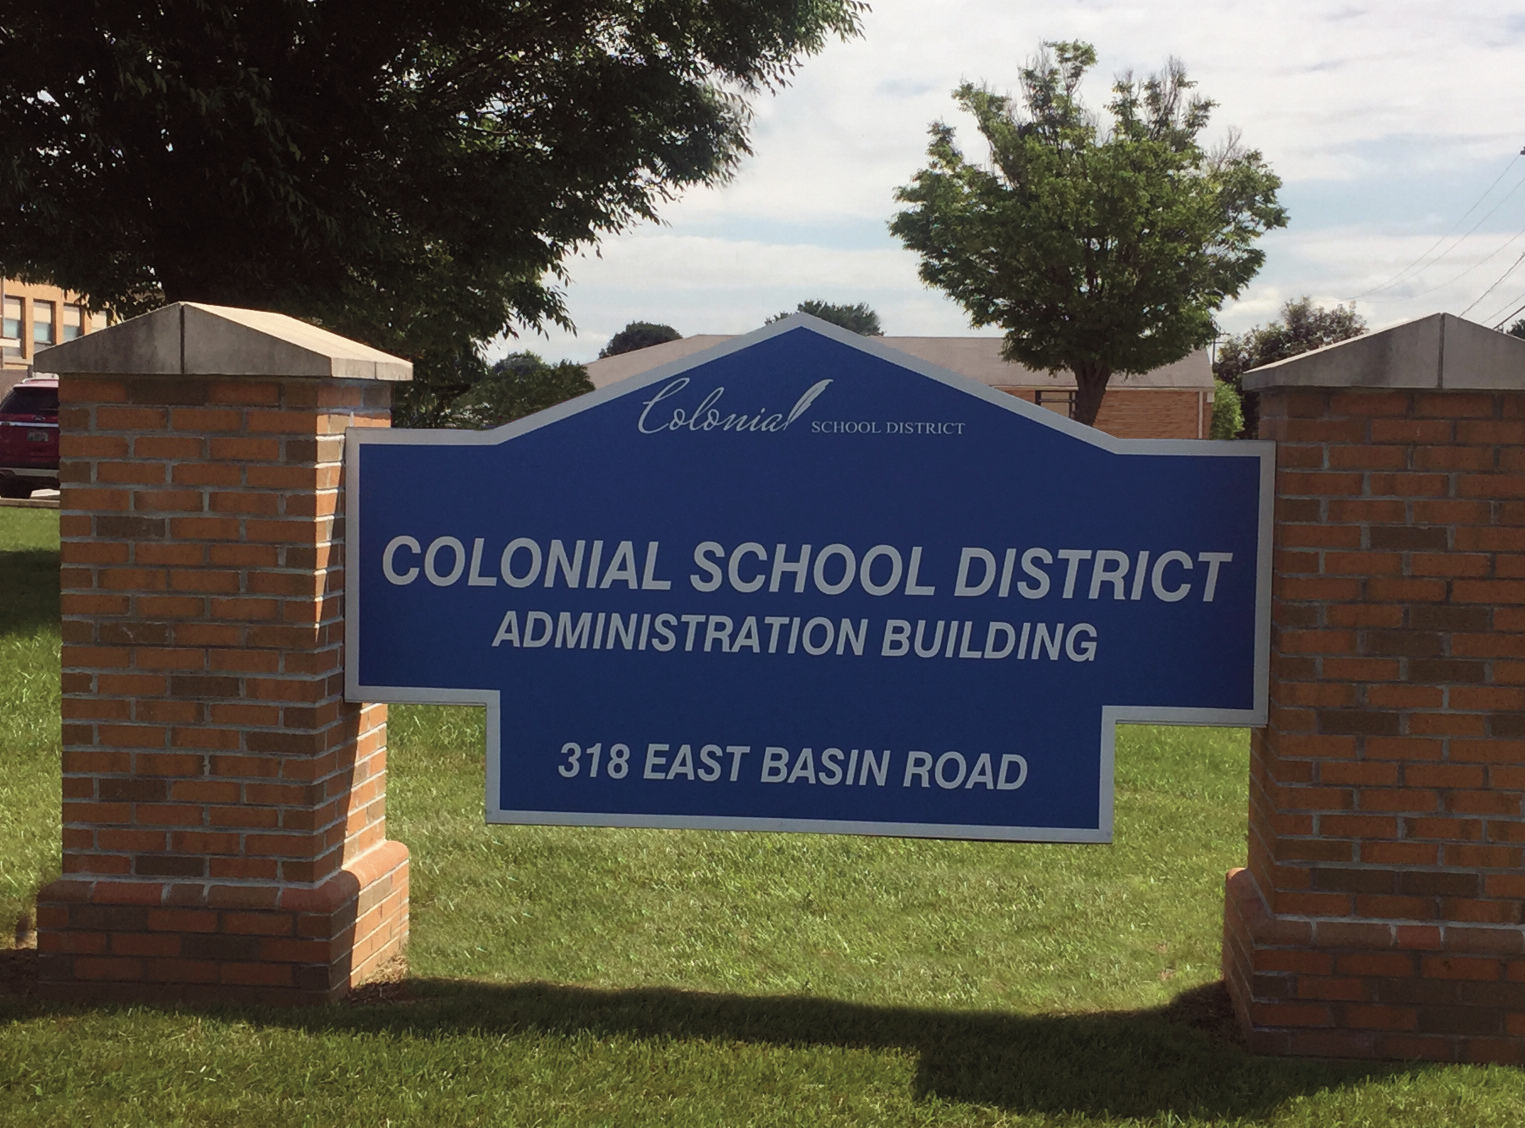 Colonial SCHOOL DISTRICT
COLONIAL SCHOOL DISTRICT
ADMINISTRATION BUILDING
318 EAST BASIN ROAD